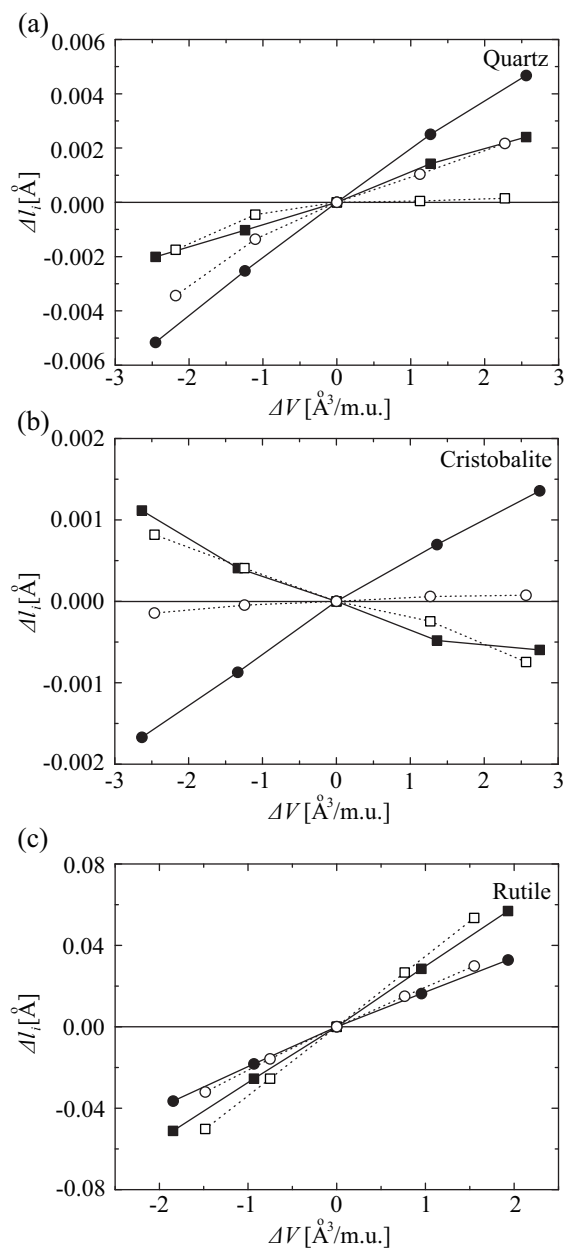 (a)
0.006
Quartz
0.004
0.002
0.000
-0.002
-0.004
-0.006
Δl_i [Å]
-3 -2 -1 0 1 2 3
ΔV [Å³/m.u.]
(b)
0.002
Cristobalite
0.001
0.000
-0.001
-0.002
Δl_i [Å]
-3 -2 -1 0 1 2 3
ΔV [Å³/m.u.]
(c)
0.08
Rutile
0.04
0.00
-0.04
-0.08
Δl_i [Å]
-2 -1 0 1 2
ΔV [Å³/m.u.]